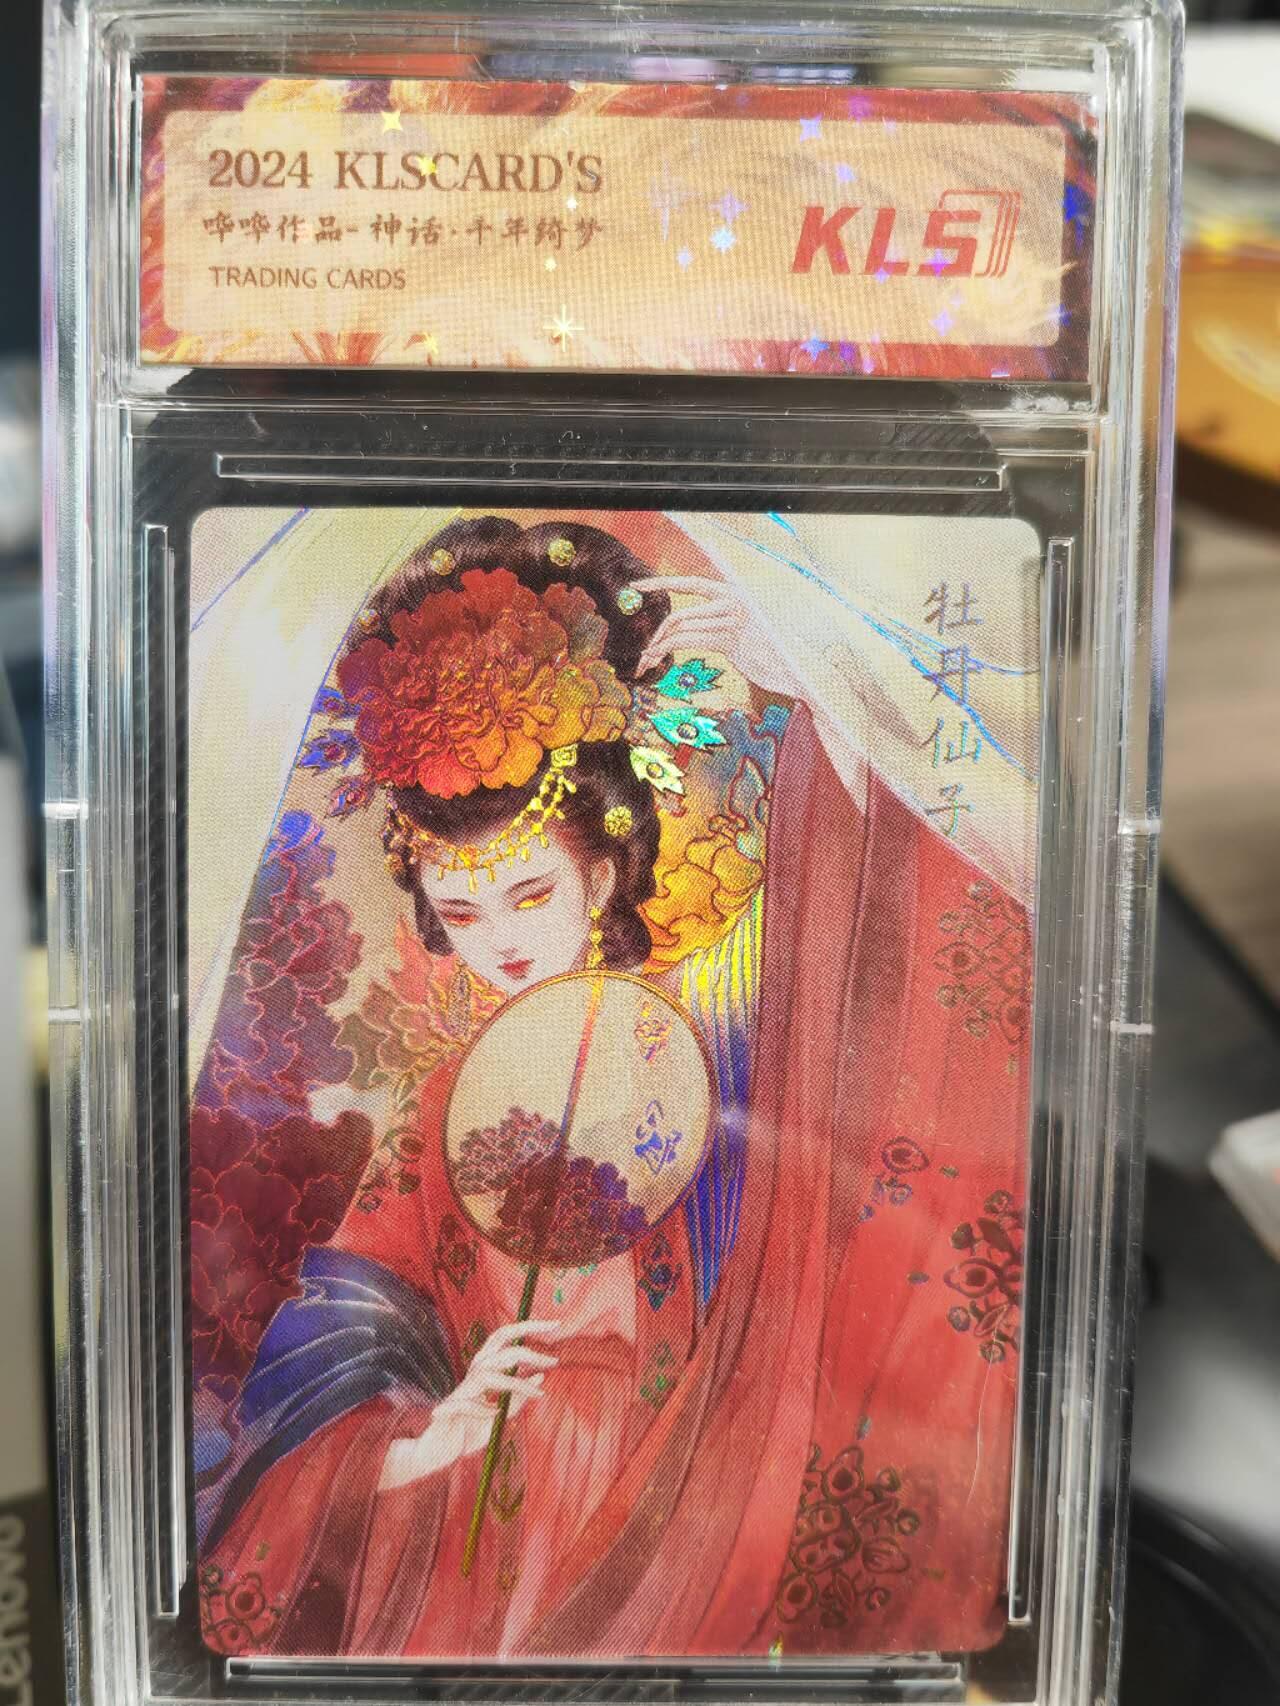 2024 KLSCARD'S
哗哗作品-神话·千年绮梦
TRADING CARDS
KLS
牡丹仙子
Lenovo